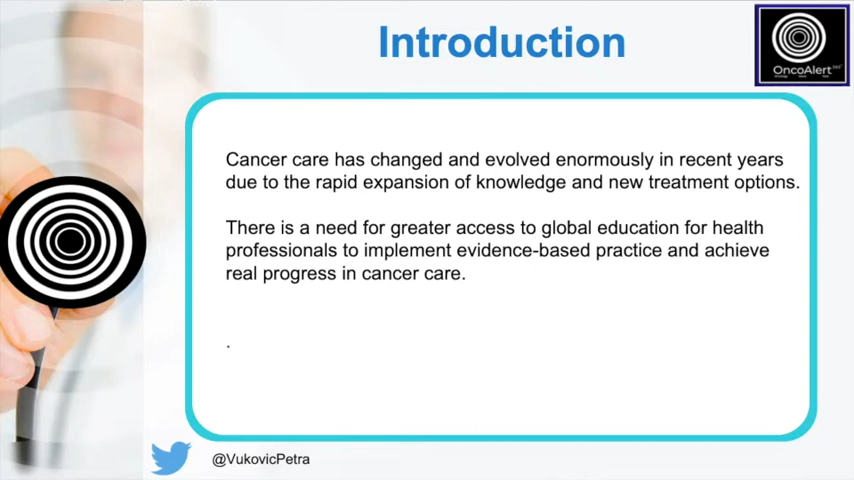 Introduction
OncoAlert
Cancer care has changed and evolved enormously in recent years
due to the rapid expansion of knowledge and new treatment options.
There is a need for greater access to global education for health
professionals to implement evidence-based practice and achieve
real progress in cancer care.
.
@VukovicPetra